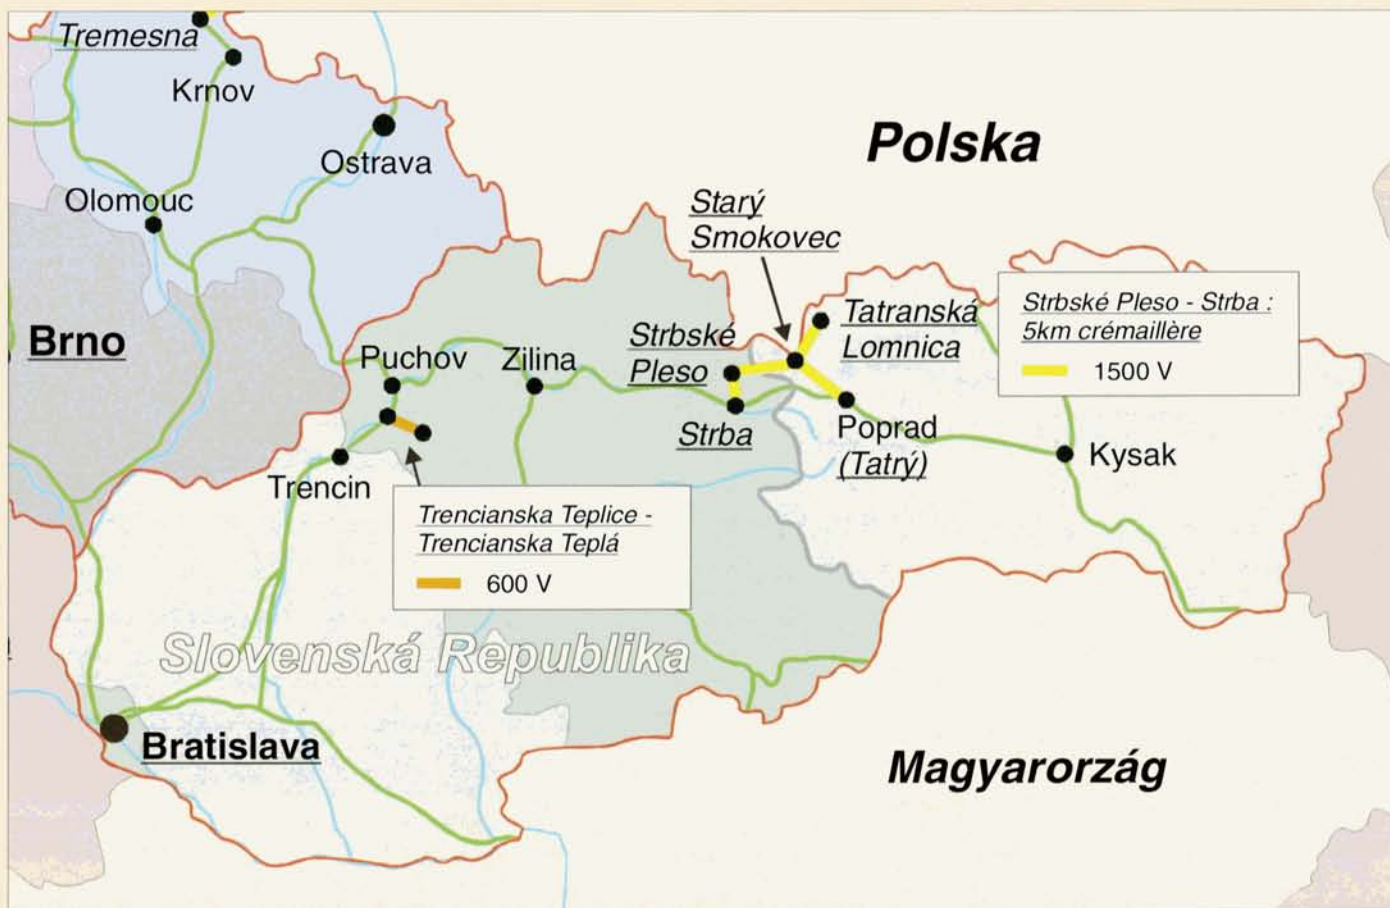 Tremesna
Krnov
Ostrava
Olomouc
Polska
Starý
Smokovec
Brno
Puchov
Zilina
Strbské
Pleso
Tatranská
Lomnica
Strbské Pleso - Strba :
5km crémaillère
1500 V
Strba
Poprad
(Tatrý)
Kysak
Trencin
Trencianska Teplice -
Trencianska Teplá
600 V
Slovenská Republika
Bratislava
Magyarorzág